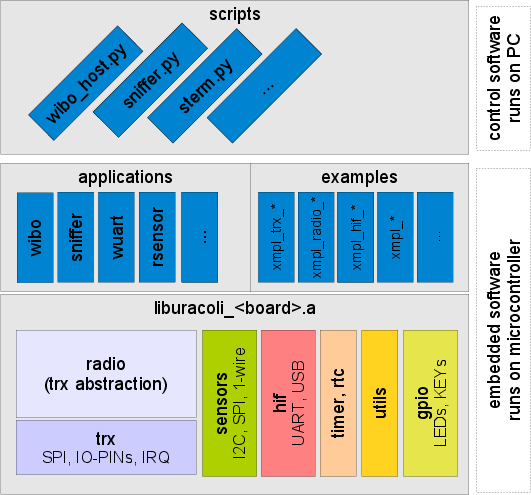 scripts
wibo_host.py
sniffer.py
sterm.py
...
control software
runs on PC
applications
wibo
sniffer
wuart
rsensor
...
examples
xmpl_trx_*
xmpl_radio_*
xmpl_hif_*
xmpl_*
...
embedded software
runs on microcontroller
liburacoli_<board>.a
radio
(trx abstraction)
trx
SPI, IO-PINs, IRQ
sensors
I2C, SPI, 1-wire
hif
UART, USB
timer, rtc
utils
gpio
LEDs, KEYs